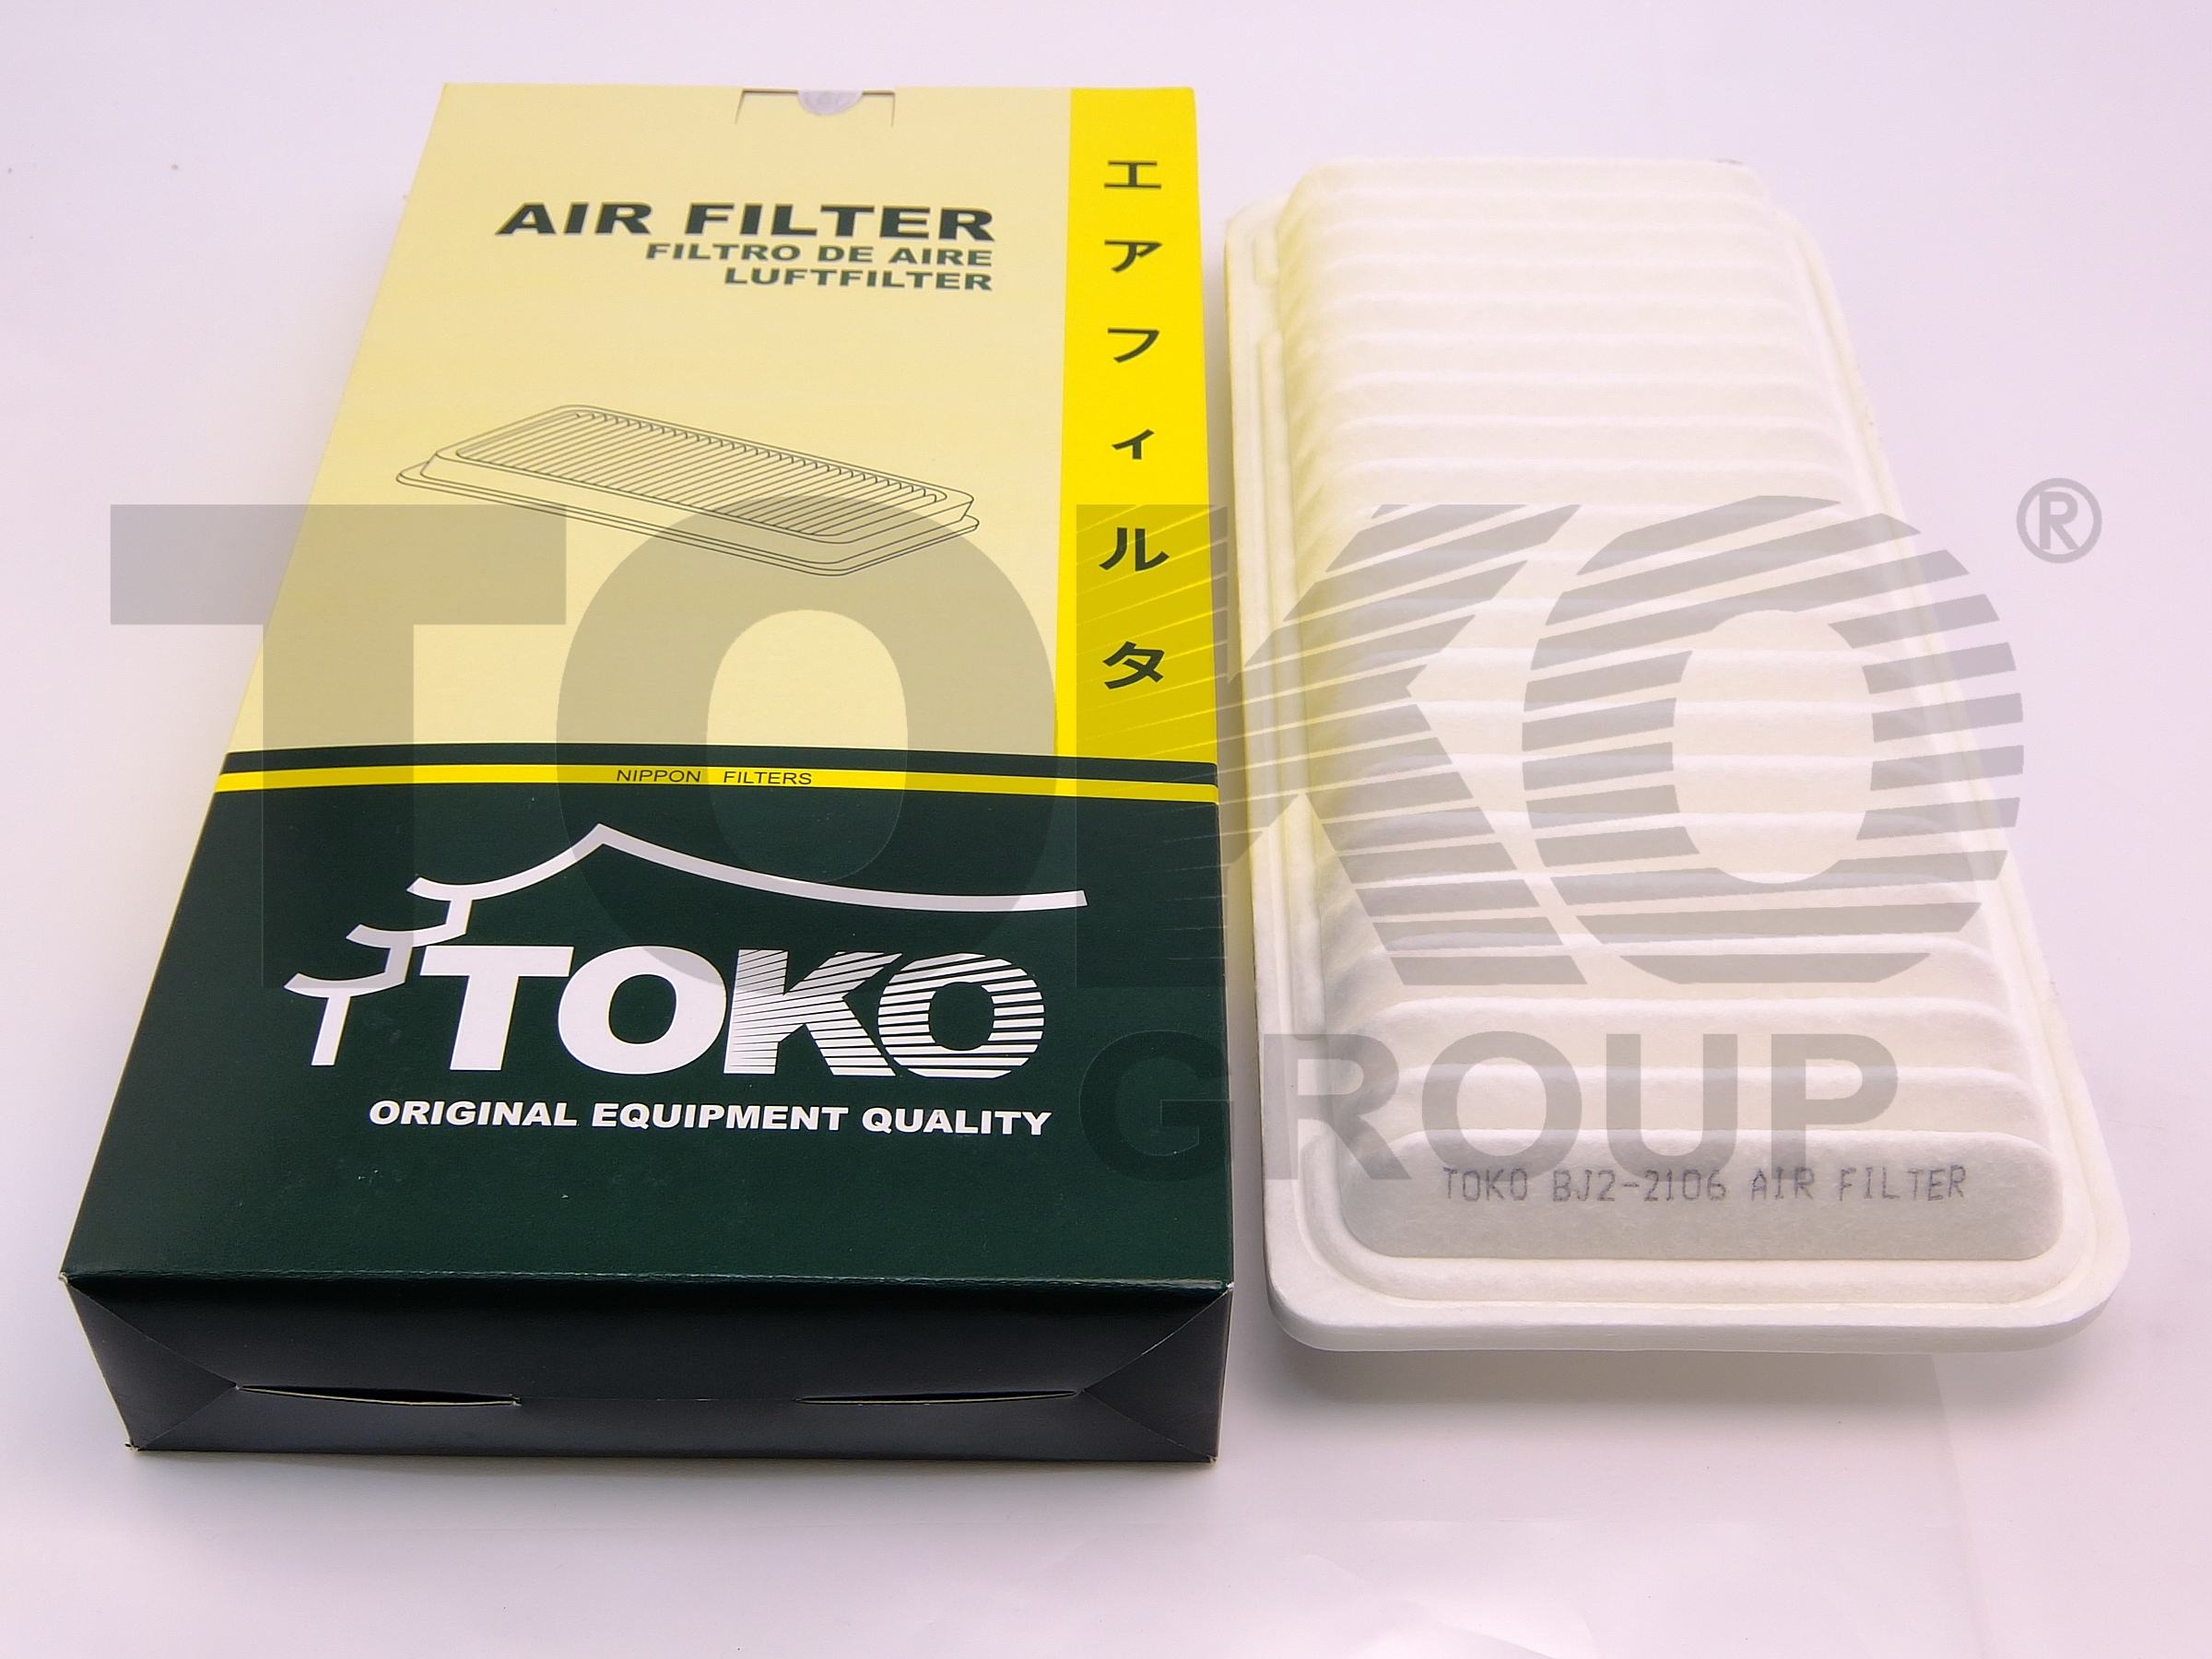 AIR FILTER
FILTRO DE AIRE
LUFTFILTER
エアフィルタ
NIPPON FILTERS
TOKO
ORIGINAL EQUIPMENT QUALITY
TOKO BJ2-2106 AIR FILTER
TOKO ®
GROUP